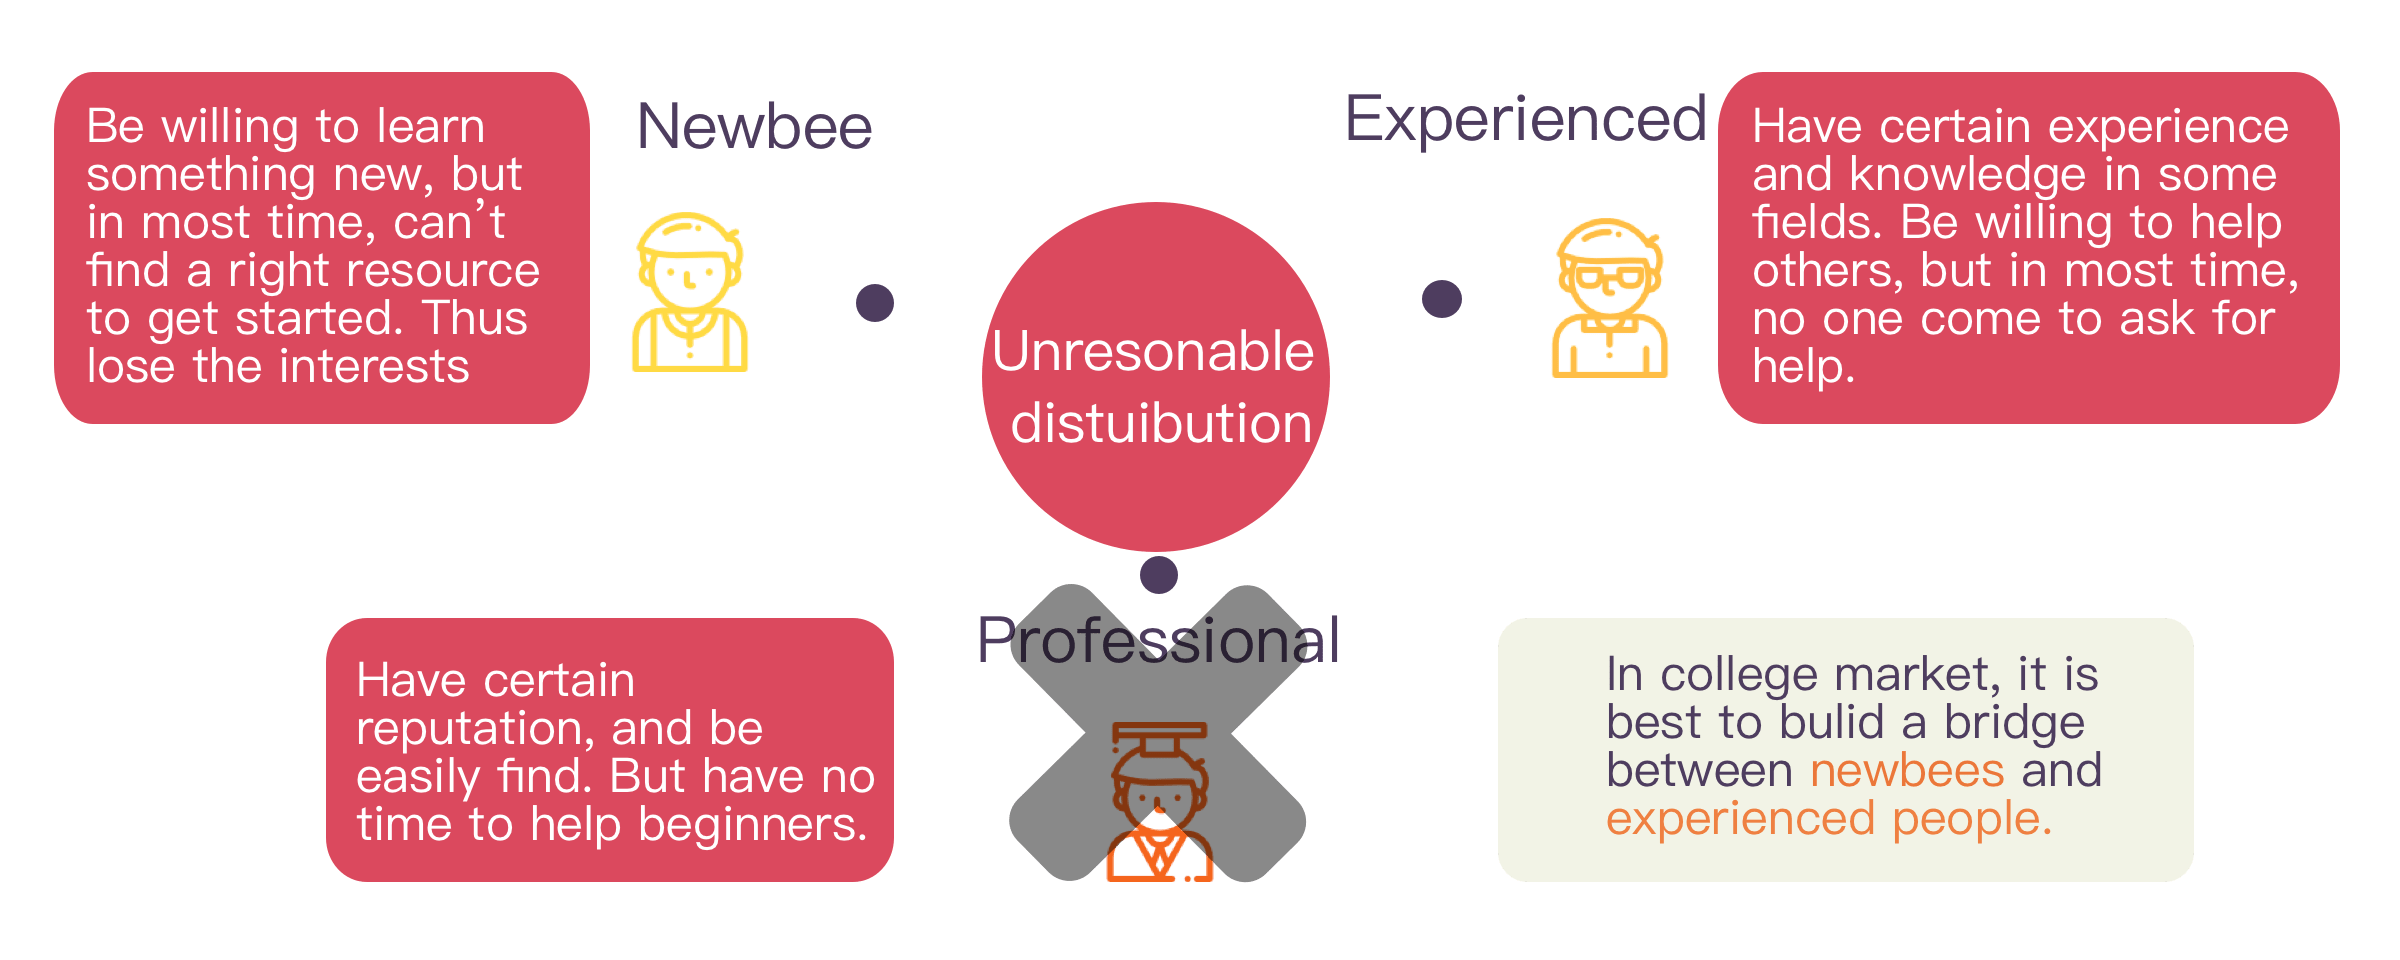 Be willing to learn
something new, but
in most time, can't
find a right resource
to get started. Thus
lose the interests
Newbee
Experienced
Have certain experience
and knowledge in some
fields. Be willing to help
others, but in most time,
no one come to ask for
help.
Unresonable
distuibution
Professional
Have certain
reputation, and be
easily find. But have no
time to help beginners.
In college market, it is
best to bulid a bridge
between newbees and
experienced people.